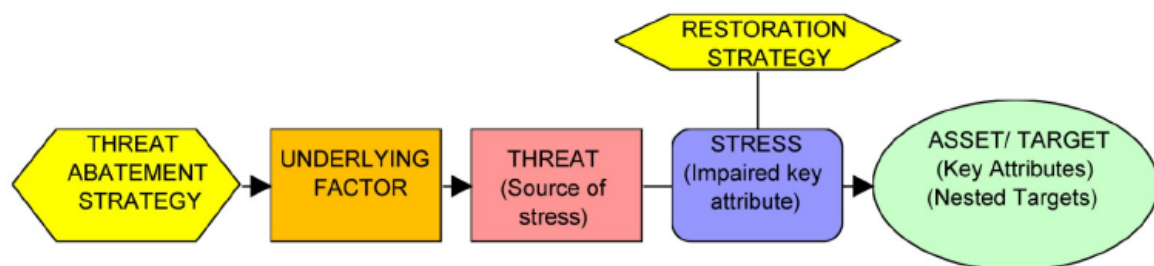 RESTORATION
STRATEGY
THREAT
ABATEMENT
STRATEGY
UNDERLYING
FACTOR
THREAT
(Source of
stress)
STRESS
(Impaired key
attribute)
ASSET/ TARGET
(Key Attributes)
(Nested Targets)